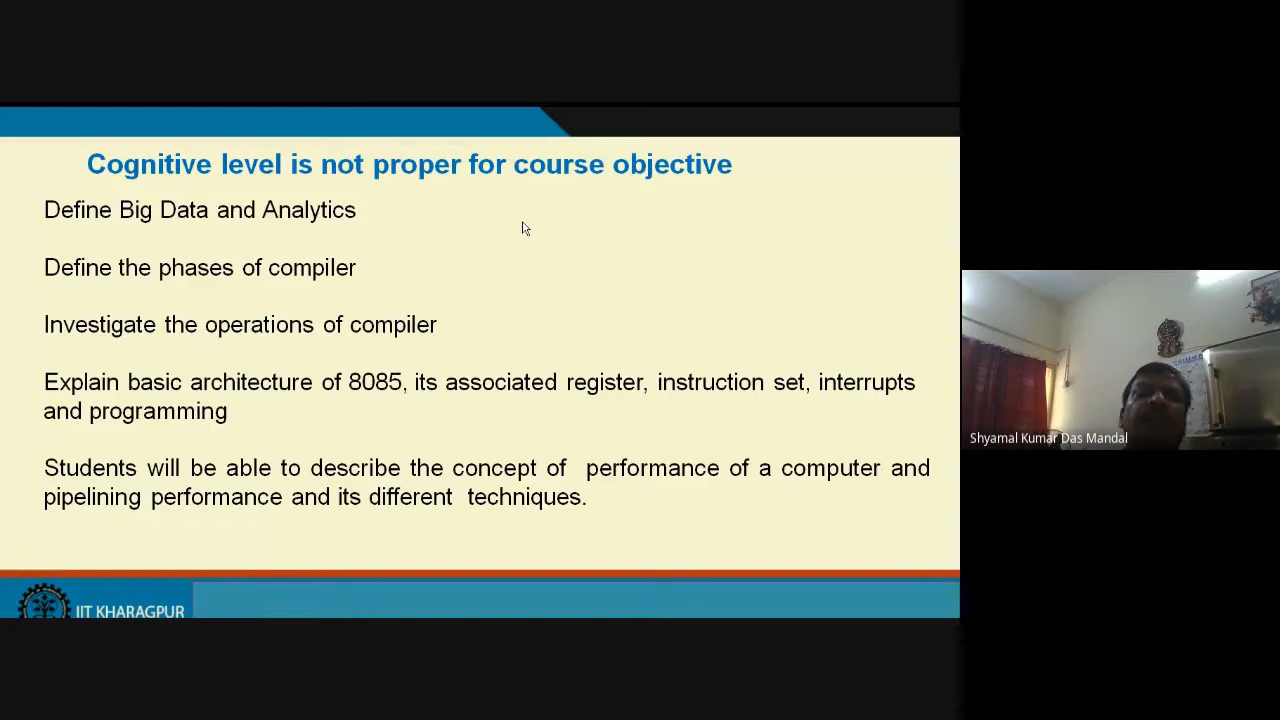 Cognitive level is not proper for course objective
Define Big Data and Analytics
Define the phases of compiler
Investigate the operations of compiler
Explain basic architecture of 8085, its associated register, instruction set, interrupts
and programming
Students will be able to describe the concept of performance of a computer and
pipelining performance and its different techniques.
IIT KHARAGPUR
Shyamal Kumar Das Mandal